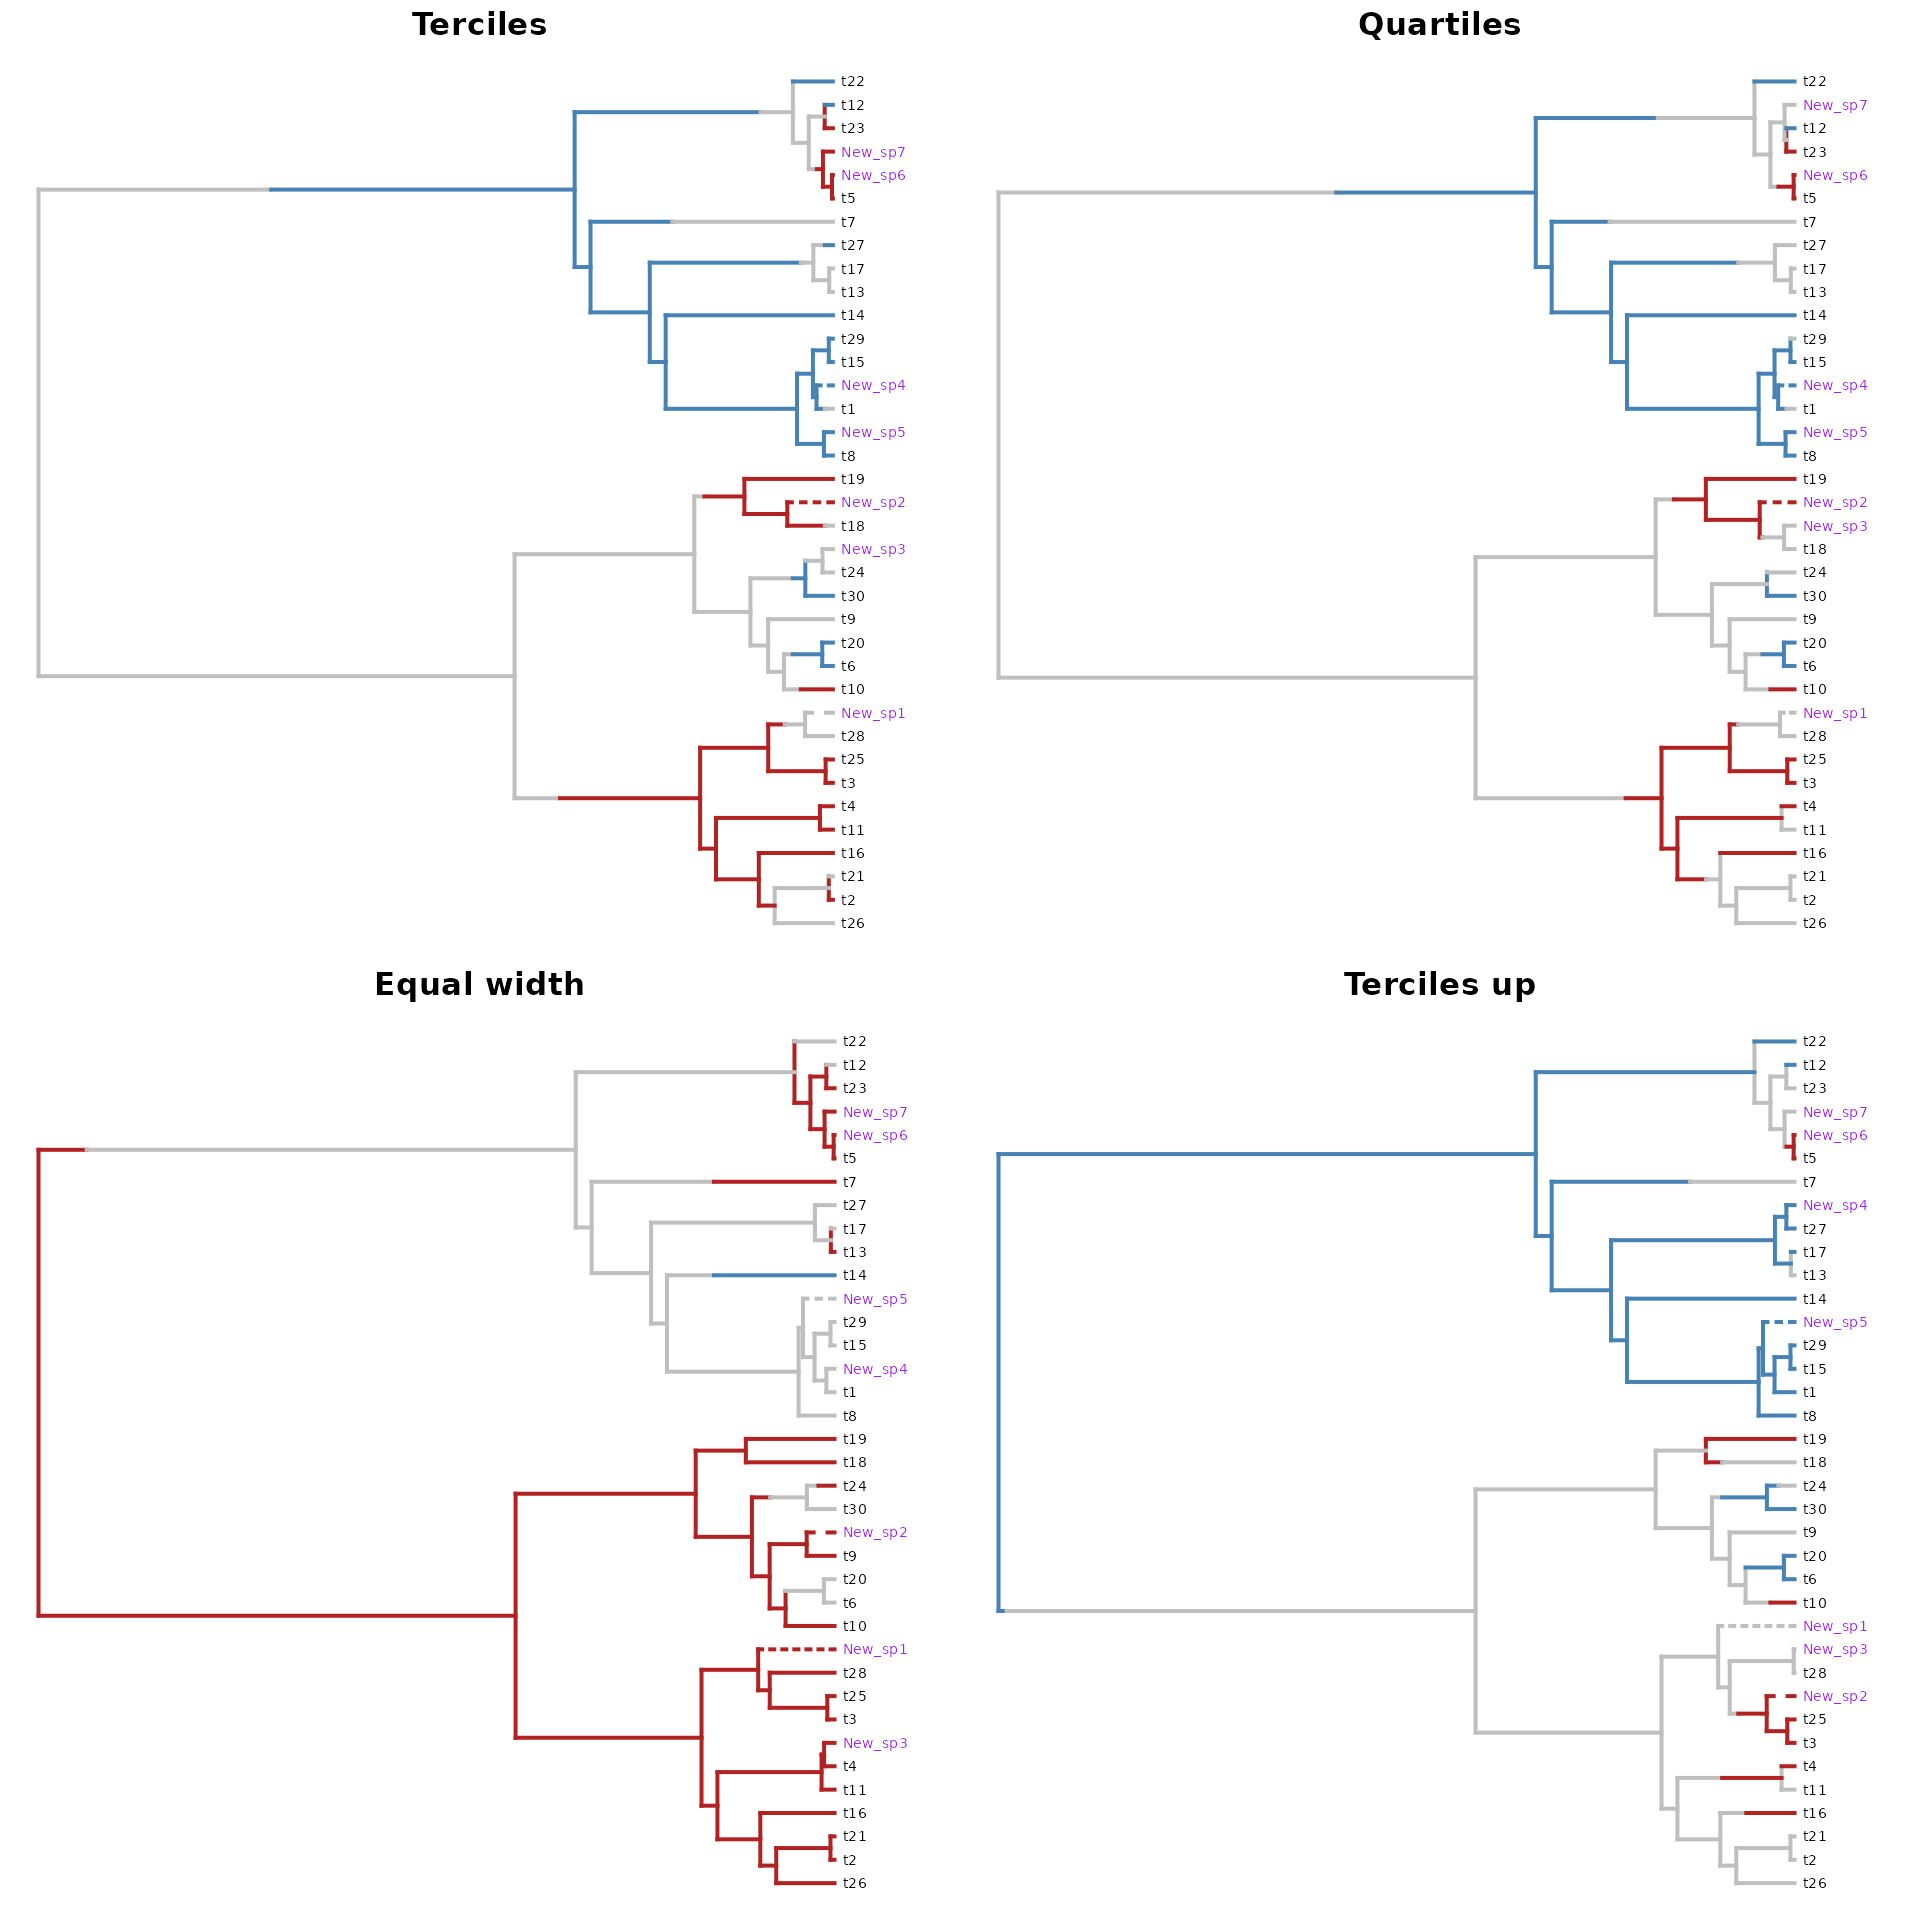 Terciles
t22
t12
t23
New_sp7
New_sp6
t5
t7
t27
t17
t13
t14
t29
t15
New_sp4
t1
New_sp5
t8
t19
New_sp2
t18
New_sp3
t24
t30
t9
t20
t6
t10
New_sp1
t28
t25
t3
t4
t11
t16
t21
t2
t26
Quartiles
t22
New_sp7
t12
t23
New_sp6
t5
t7
t27
t17
t13
t14
t29
t15
New_sp4
t1
New_sp5
t8
t19
New_sp2
New_sp3
t18
t24
t30
t9
t20
t6
t10
New_sp1
t28
t25
t3
t4
t11
t16
t21
t2
t26
Equal width
t22
t12
t23
New_sp7
New_sp6
t5
t7
t27
t17
t13
t14
New_sp5
t29
t15
New_sp4
t1
t8
t19
t18
t24
t30
New_sp2
t9
t20
t6
t10
New_sp1
t28
t25
t3
New_sp3
t4
t11
t16
t21
t2
t26
Terciles up
t22
t12
t23
New_sp7
New_sp6
t5
t7
New_sp4
t27
t17
t13
t14
New_sp5
t29
t15
t1
t8
t19
t18
t24
t30
t9
t20
t6
t10
New_sp1
New_sp3
t28
New_sp2
t25
t3
t4
t11
t16
t21
t2
t26